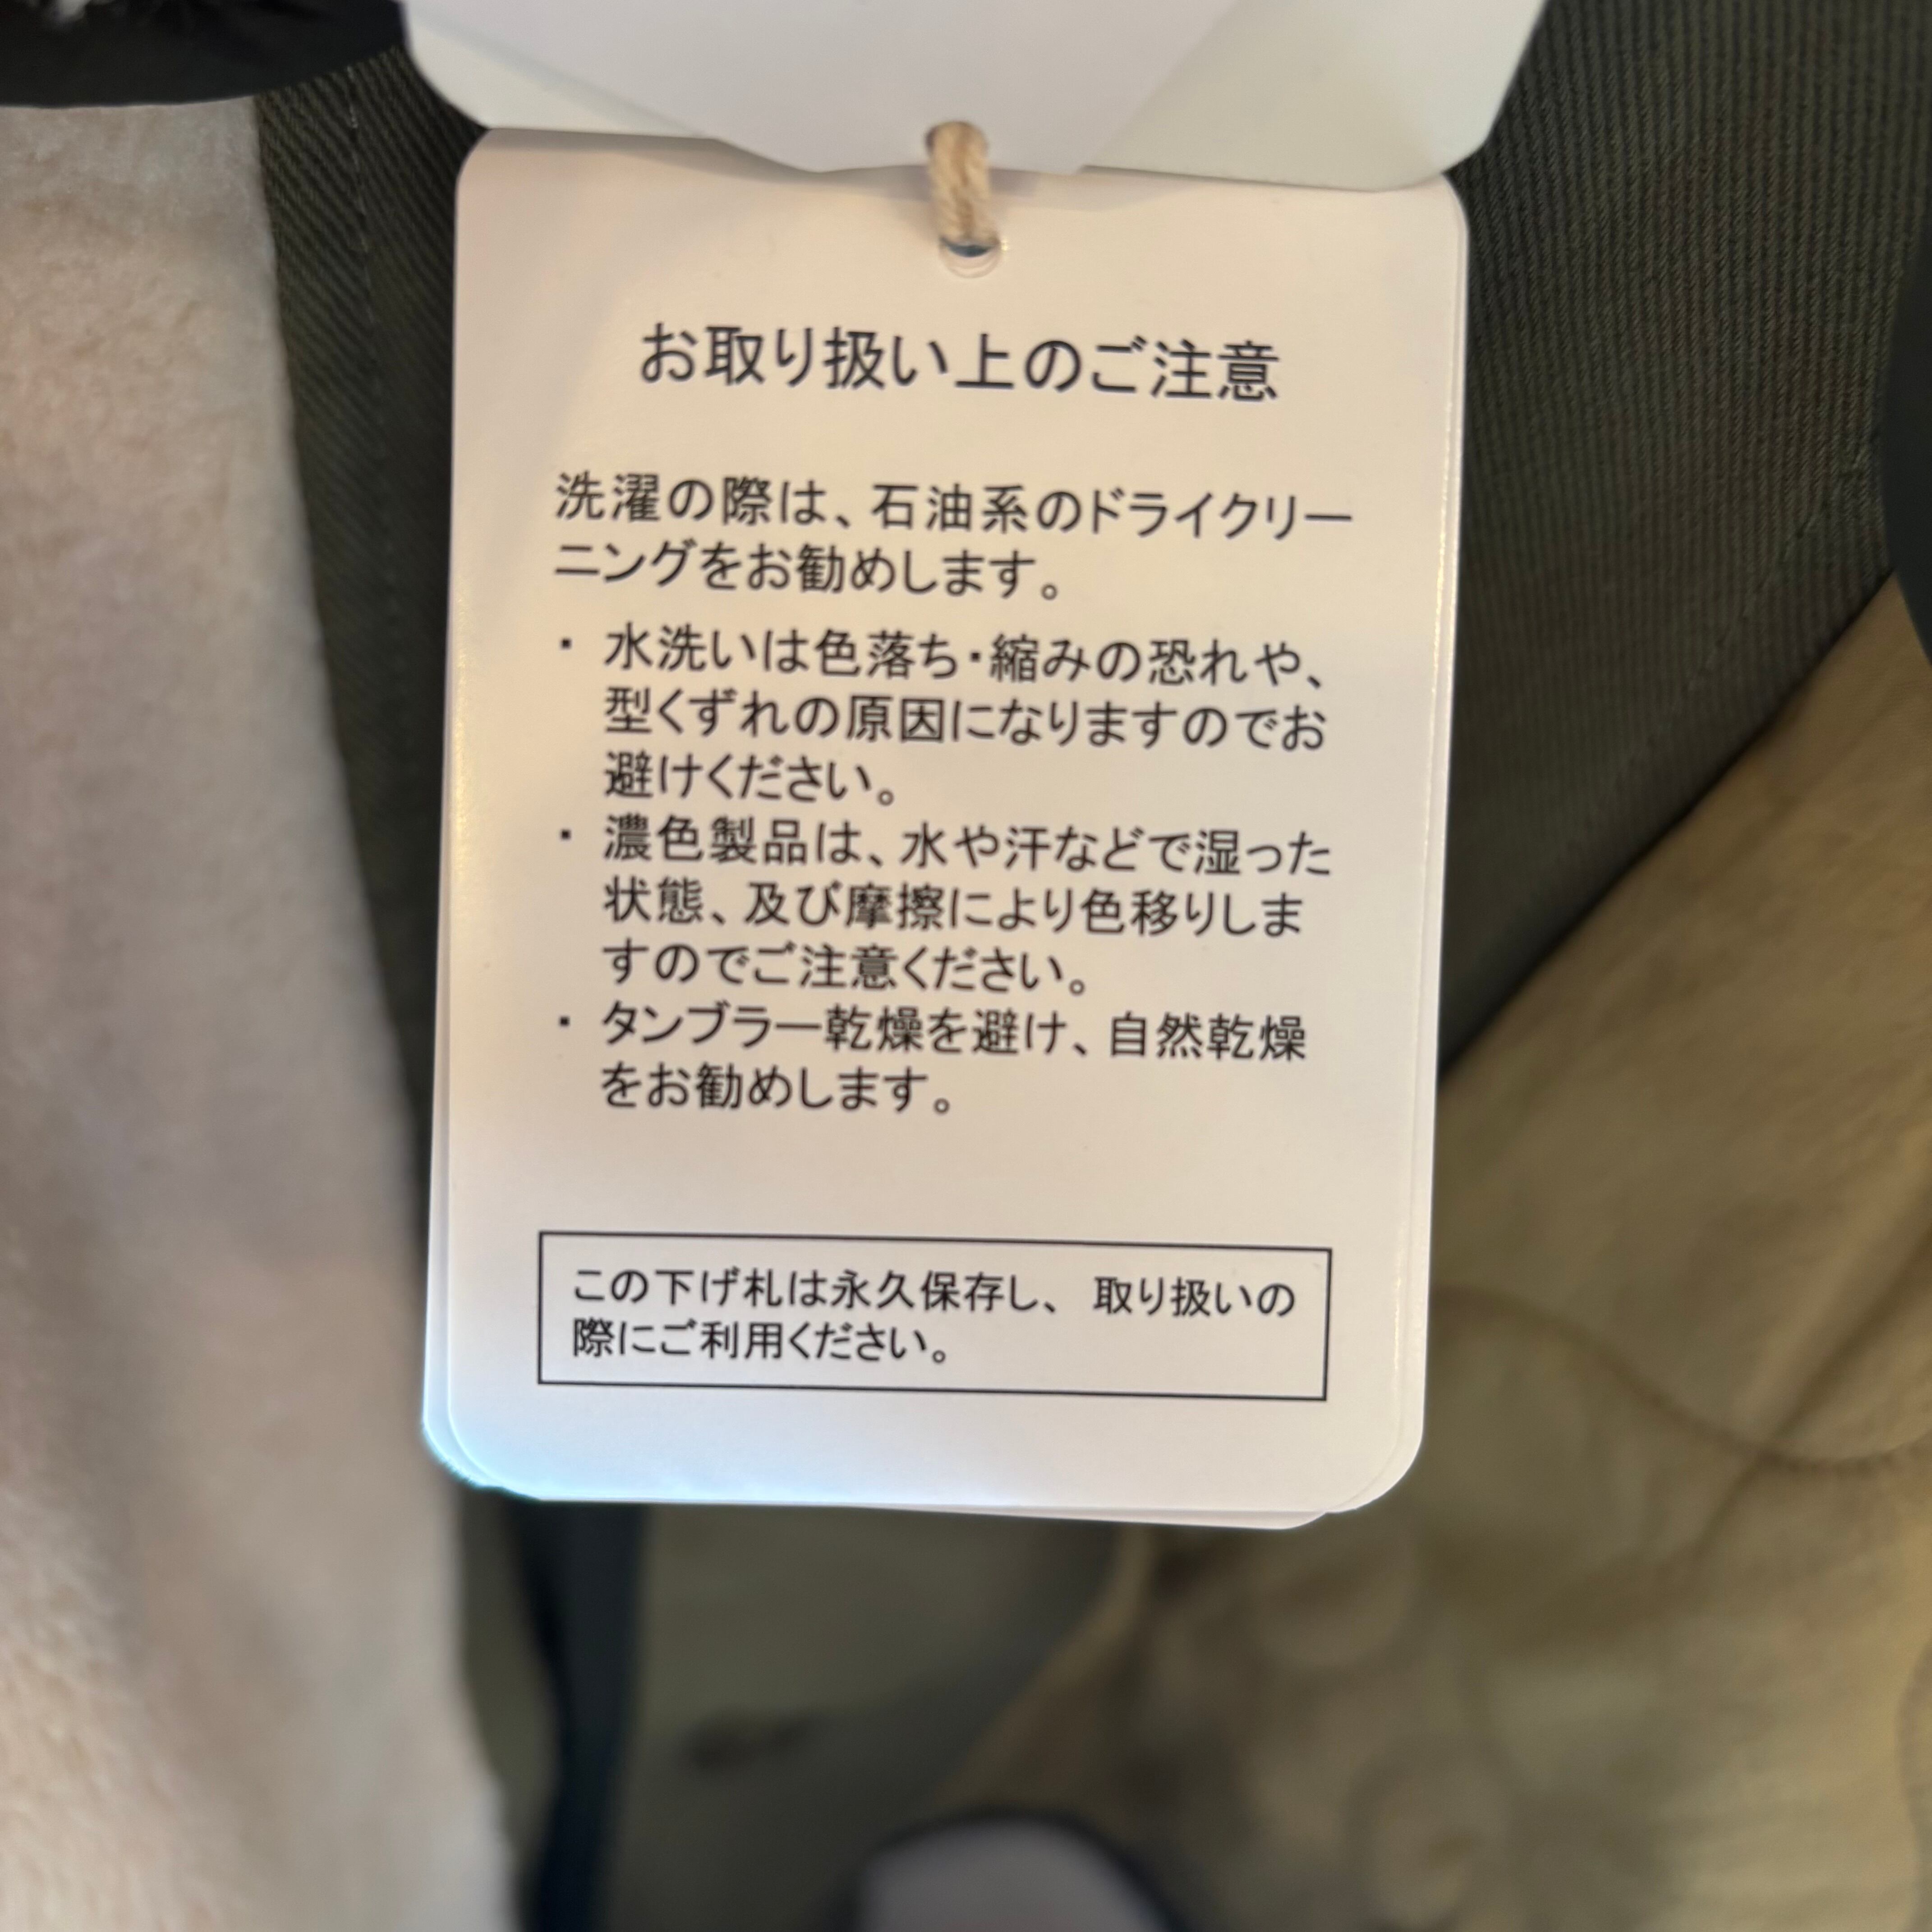 お取り扱い上のご注意
洗濯の際は、石油系のドライクリー
ニングをお勧めします。
・ 水洗いは色落ち・縮みの恐れや、
型くずれの原因になりますのでお
避けください。
・ 濃色製品は、水や汗などで湿った
状態、及び摩擦により色移りしま
すのでご注意ください。
・ タンブラー乾燥を避け、自然乾燥
をお勧めします。
この下げ札は永久保存し、 取り扱いの
際にご利用ください。